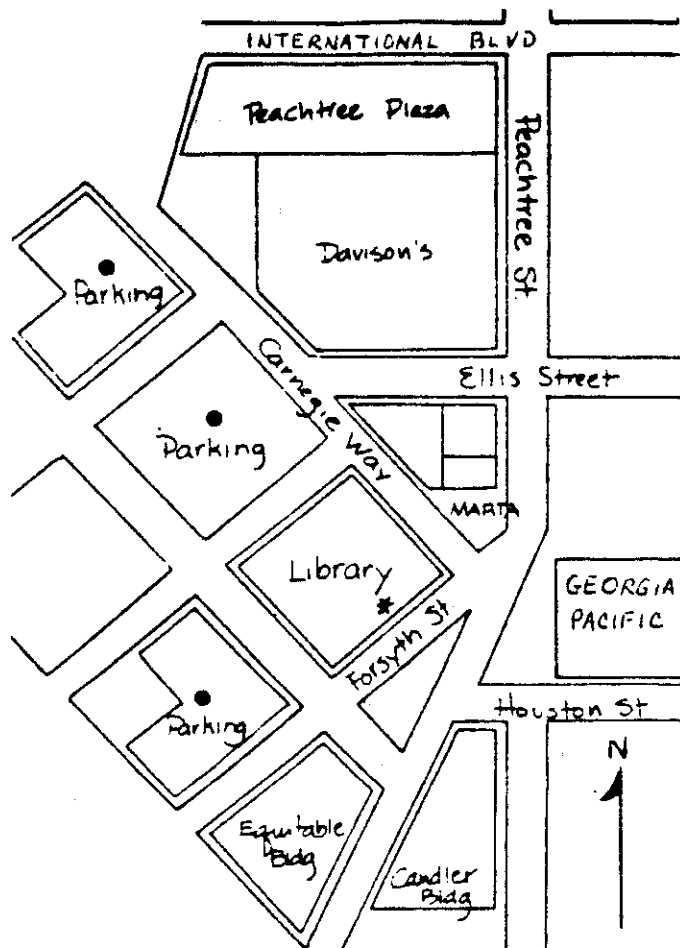 INTERNATIONAL BLVD
Peachtree Plaza
Peachtree St.
Davison's
Parking
Carnegie Way
Ellis Street
Parking
MARTA
Library
*
GEORGIA
PACIFIC
Forsyth St.
Houston St
Parking
N
Equitable
Bldg
Candler
Bldg